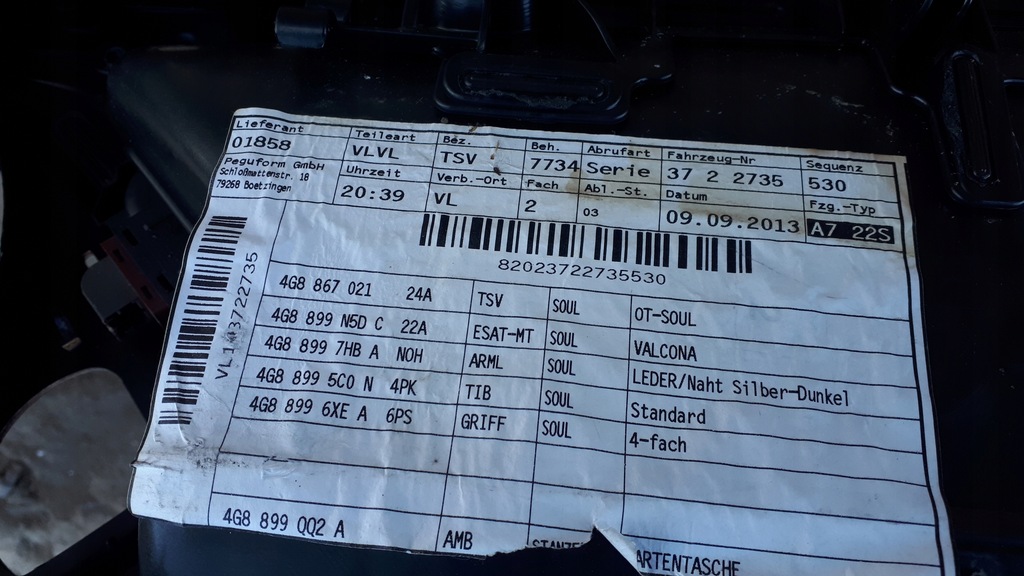 Lieferant Teileart Bez. Beh. Abrufart Fahrzeug-Nr Sequenz
01858 VLVL TSV 7734 Serie 37 2 2735 530
Peguform GmbH Uhrzeit Verb.-Ort Fach Abl.-St. Datum Fzg.-Typ
Schloßmattenstr. 18
79268 Boetzingen 20:39 VL 2 03 09.09.2013 A7 22S
82023722735530
4G8 867 021 24A TSV SOUL OT-SOUL
4G8 899 N5D C 22A ESAT-MT SOUL VALCONA
4G8 899 7HB A NOH ARML SOUL LEDER/Naht Silber-Dunkel
4G8 899 5C0 N 4PK TIB SOUL Standard
4G8 899 6XE A 6PS GRIFF SOUL 4-fach
4G8 899 QQ2 A AMB ARTENTASCHE